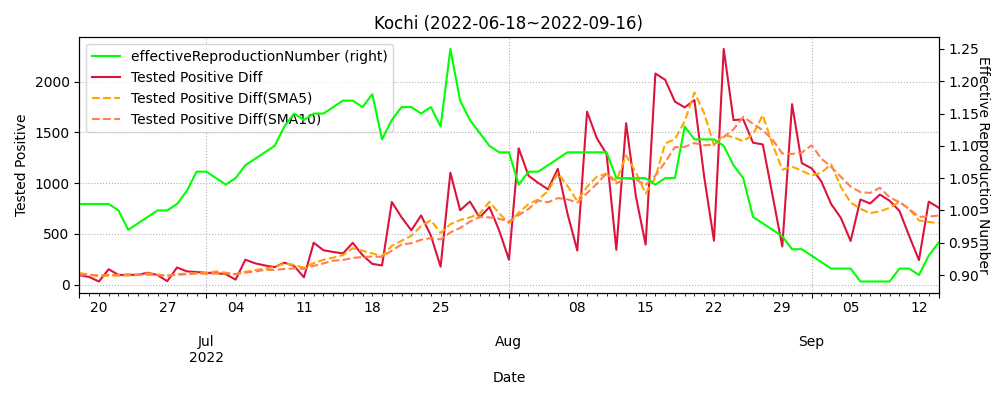 Kochi (2022-06-18~2022-09-16)
effectiveReproductionNumber (right)
Tested Positive Diff
Tested Positive Diff(SMA5)
Tested Positive Diff(SMA10)
Tested Positive
2000
1500
1000
500
0
1.25
1.20
1.15
1.10
1.05
1.00
0.95
0.90
Effective Reproduction Number
20 27 04 11 18 25 08 15 22 29 05 12
Jul Aug Sep
2022
Date